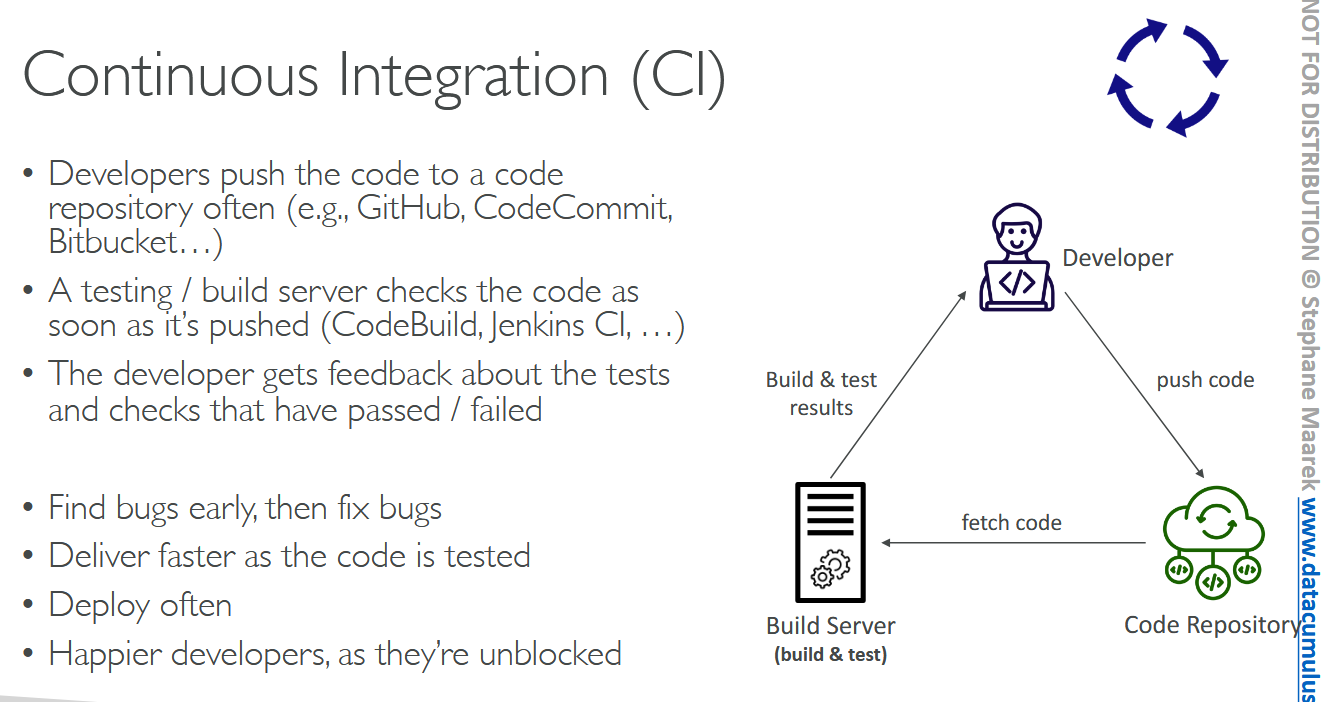 Continuous Integration (CI)
• Developers push the code to a code
repository often (e.g., GitHub, CodeCommit,
Bitbucket…)
• A testing / build server checks the code as
soon as it's pushed (CodeBuild, Jenkins CI, …)
• The developer gets feedback about the tests
and checks that have passed / failed
• Find bugs early, then fix bugs
• Deliver faster as the code is tested
• Deploy often
• Happier developers, as they're unblocked
Developer
Build & test
results
push code
fetch code
</>
Build Server
(build & test)
Code Repository
</>
</>
</>
NOT FOR DISTRIBUTION © Stephane Maarek www.datacumulus